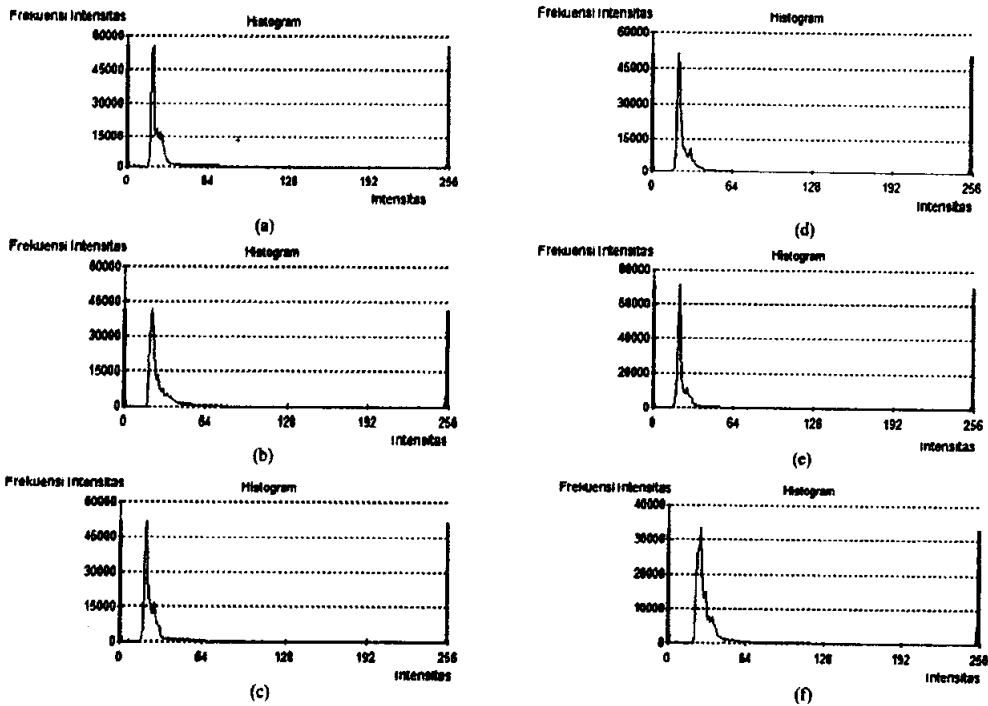 Frekuensi Intensitas
Histogram
60000
45000
30000
15000
0
0 64 128 192 256
Intensitas
(a)
Frekuensi Intensitas
Histogram
60000
45000
30000
15000
0
0 64 128 192 256
Intensitas
(b)
Frekuensi Intensitas
Histogram
60000
45000
30000
15000
0
0 64 128 192 256
Intensitas
(c)
Frekuensi Intensitas
Histogram
60000
45000
30000
15000
0
0 64 128 192 256
Intensitas
(d)
Frekuensi Intensitas
Histogram
80000
60000
40000
20000
0
0 64 128 192 256
Intensitas
(e)
Frekuensi Intensitas
Histogram
40000
30000
20000
10000
0
0 64 128 192 256
Intensitas
(f)